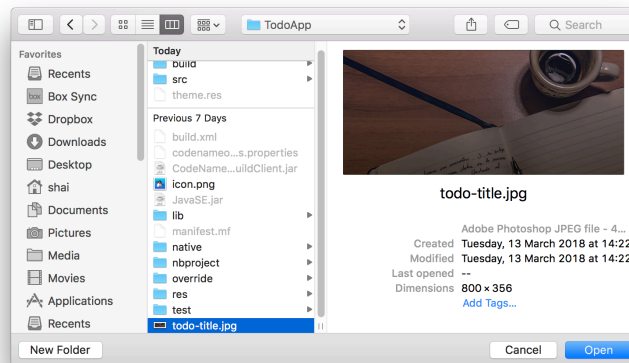 TodoApp
Search
Favorites
Recents
box Box Sync
Dropbox
Downloads
Desktop
shai
Documents
Pictures
Media
Movies
Applications
Recents
Today
build
src
theme.res
Previous 7 Days
build.xml
codenameo...s.properties
CodeName...uildClient.jar
icon.png
JavaSE.jar
lib
manifest.mf
native
nbproject
override
res
test
todo-title.jpg
todo-title.jpg
Adobe Photoshop JPEG file - 4...
Created Tuesday, 13 March 2018 at 14:22
Modified Tuesday, 13 March 2018 at 14:22
Last opened --
Dimensions 800 × 356
Add Tags...
New Folder
Cancel
Open